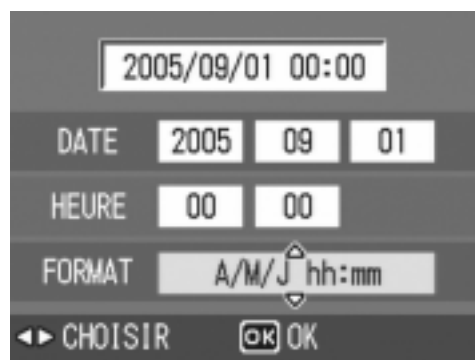 2005/09/01 00:00
DATE 2005 09 01
HEURE 00 00
FORMAT A/M/J hh:mm
CHOISIR OK OK